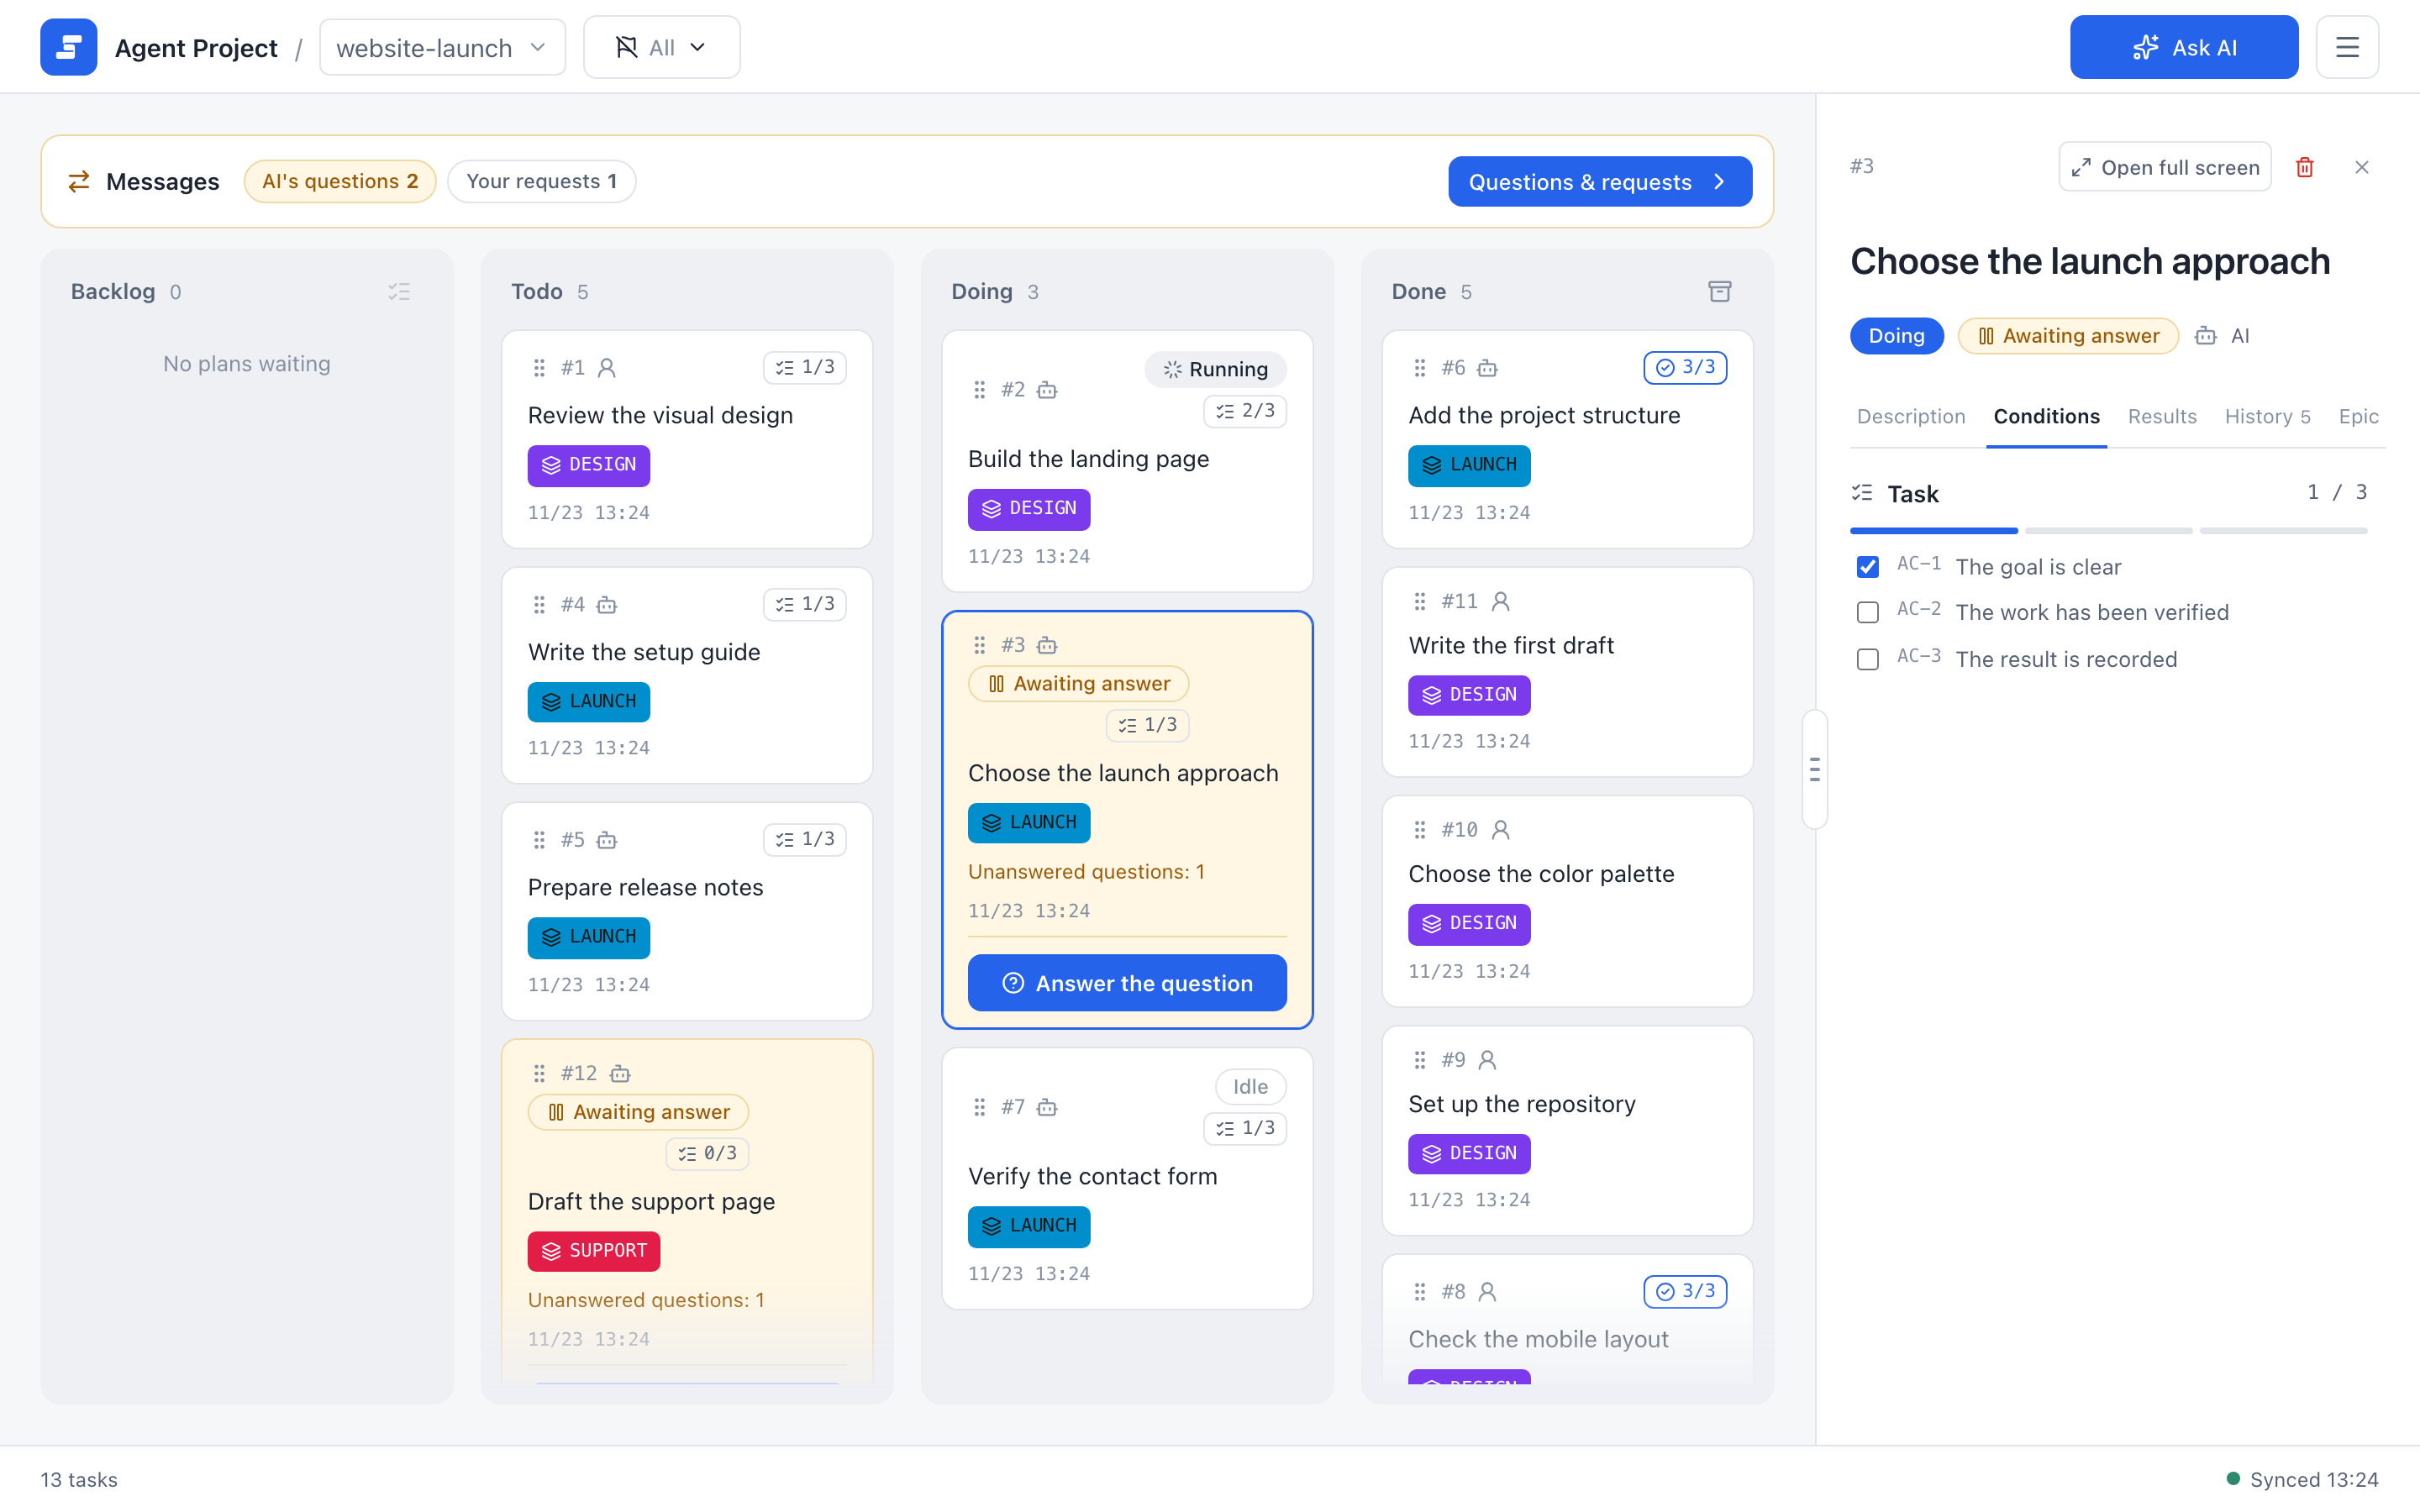 Agent Project / website-launch All Ask AI
Messages AI's questions 2 Your requests 1 Questions & requests
Backlog 0
No plans waiting
Todo 5
#1 1/3
Review the visual design
DESIGN
11/23 13:24
#4 1/3
Write the setup guide
LAUNCH
11/23 13:24
#5 1/3
Prepare release notes
LAUNCH
11/23 13:24
#12
Awaiting answer
0/3
Draft the support page
SUPPORT
Unanswered questions: 1
11/23 13:24
Doing 3
Running
#2
2/3
Build the landing page
DESIGN
11/23 13:24
#3
Awaiting answer
1/3
Choose the launch approach
LAUNCH
Unanswered questions: 1
11/23 13:24
Answer the question
Idle
#7
1/3
Verify the contact form
LAUNCH
11/23 13:24
Done 5
#6 3/3
Add the project structure
LAUNCH
11/23 13:24
#11
Write the first draft
DESIGN
11/23 13:24
#10
Choose the color palette
DESIGN
11/23 13:24
#9
Set up the repository
DESIGN
11/23 13:24
#8 3/3
Check the mobile layout
DESIGN
#3 Open full screen
Choose the launch approach
Doing Awaiting answer AI
Description Conditions Results History 5 Epic
Task 1 / 3
AC-1 The goal is clear
AC-2 The work has been verified
AC-3 The result is recorded
13 tasks Synced 13:24